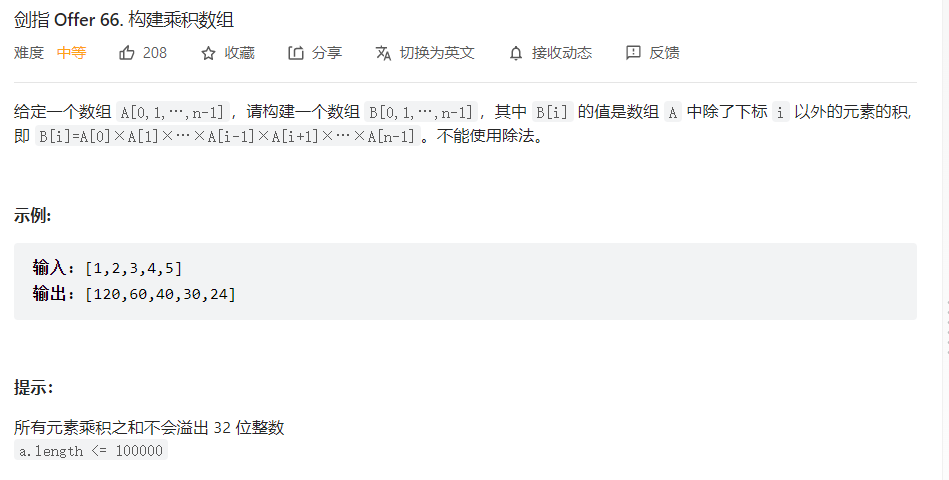 剑指 Offer 66. 构建乘积数组
难度 中等 208 收藏 分享 切换为英文 接收动态 反馈
给定一个数组 A[0,1,…,n-1]，请构建一个数组 B[0,1,…,n-1]，其中 B[i] 的值是数组 A 中除了下标 i 以外的元素的积,
即 B[i]=A[0]×A[1]×…×A[i-1]×A[i+1]×…×A[n-1]。不能使用除法。
示例:
输入: [1,2,3,4,5]
输出: [120,60,40,30,24]
提示：
所有元素乘积之和不会溢出 32 位整数
a.length <= 100000